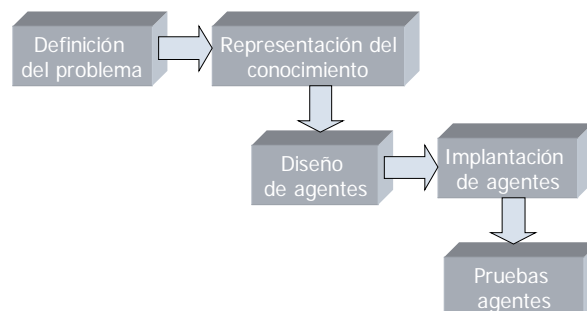 Definición
del problema
Representación del
conocimiento
Diseño
de agentes
Implantación
de agentes
Pruebas
agentes